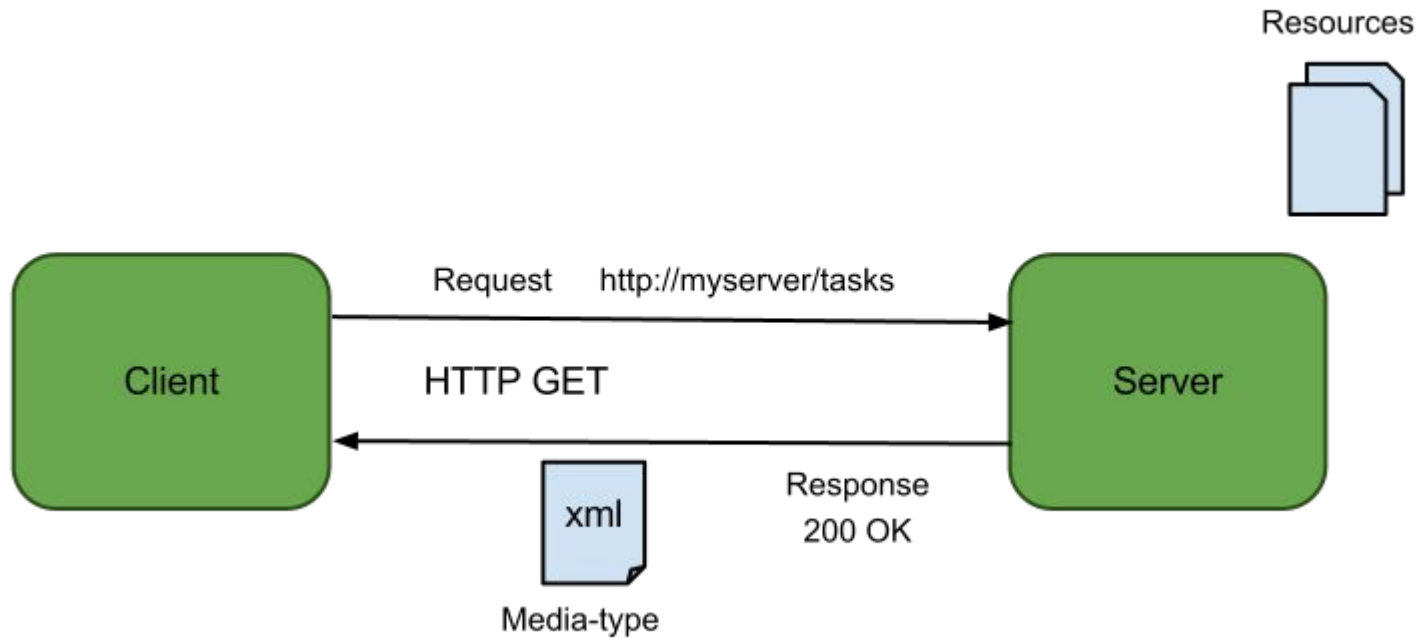 Resources
Request http://myserver/tasks
Client
HTTP GET
Server
xml
Response
200 OK
Media-type